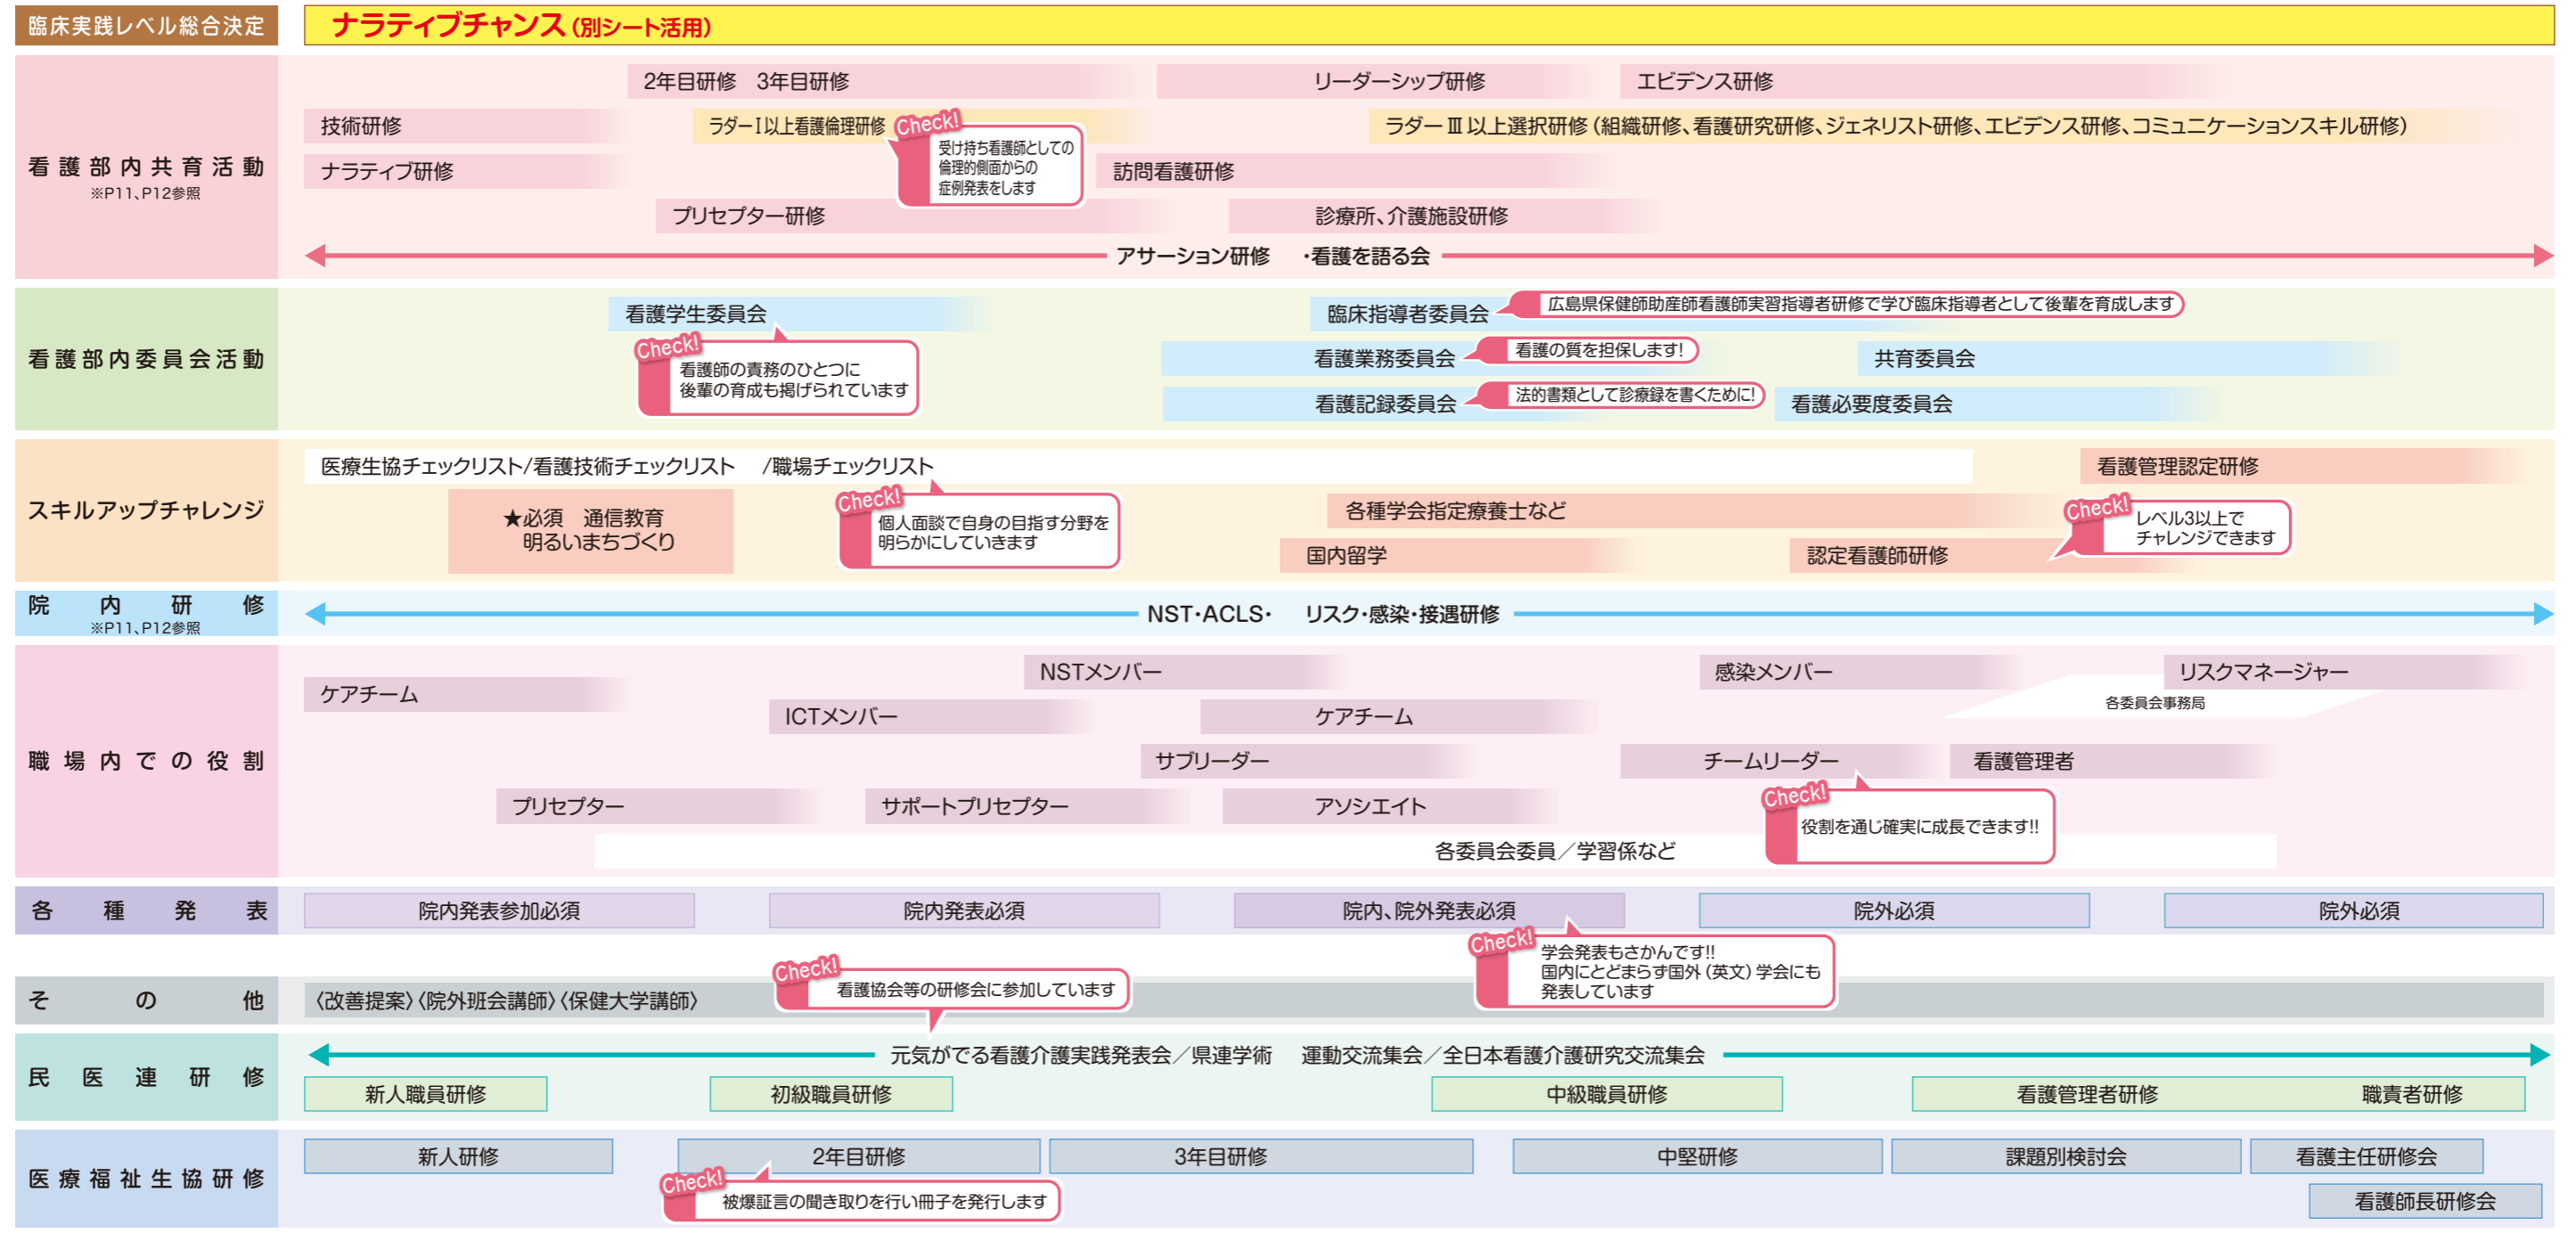 臨床実践レベル総合決定
ナラティブチャンス（別シート活用）
看護部内共育活動
※P11、P12参照
2年目研修　3年目研修
リーダーシップ研修
エビデンス研修
技術研修
ラダーⅠ以上看護倫理研修
ラダーⅢ以上選択研修（組織研修、看護研究研修、ジェネリスト研修、エビデンス研修、コミュニケーションスキル研修）
Check!
受け持ち看護師としての
倫理的側面からの
症例発表をします
ナラティブ研修
訪問看護研修
プリセプター研修
診療所、介護施設研修
アサーション研修　・看護を語る会
看護部内委員会活動
看護学生委員会
Check!
看護師の責務のひとつに
後輩の育成も掲げられています
臨床指導者委員会
広島県保健師助産師看護師実習指導者研修で学び臨床指導者として後輩を育成します
看護業務委員会
看護の質を担保します!
共育委員会
看護記録委員会
法的書類として診療録を書くために!
看護必要度委員会
スキルアップチャレンジ
医療生協チェックリスト/看護技術チェックリスト　/職場チェックリスト
看護管理認定研修
★必須　通信教育
明るいまちづくり
Check!
個人面談で自身の目指す分野を
明らかにしていきます
各種学会指定療養士など
Check!
レベル3以上で
チャレンジできます
国内留学
認定看護師研修
院内研修
※P11、P12参照
NST・ACLS・　リスク・感染・接遇研修
職場内での役割
NSTメンバー
感染メンバー
リスクマネージャー
ケアチーム
各委員会事務局
ICTメンバー
ケアチーム
サブリーダー
チームリーダー
看護管理者
プリセプター
サポートプリセプター
アソシエイト
Check!
役割を通じ確実に成長できます!!
各委員会委員／学習係など
各種発表
院内発表参加必須
院内発表必須
院内、院外発表必須
院外必須
院外必須
Check!
学会発表もさかんです!!
国内にとどまらず国外（英文）学会にも
発表しています
その他
〈改善提案〉〈院外班会講師〉〈保健大学講師〉
Check!
看護協会等の研修会に参加しています
民医連研修
元気がでる看護介護実践発表会／県連学術　運動交流集会／全日本看護介護研究交流集会
新人職員研修
初級職員研修
中級職員研修
看護管理者研修
職責者研修
医療福祉生協研修
新人研修
2年目研修
3年目研修
中堅研修
課題別検討会
看護主任研修会
Check!
被爆証言の聞き取りを行い冊子を発行します
看護師長研修会